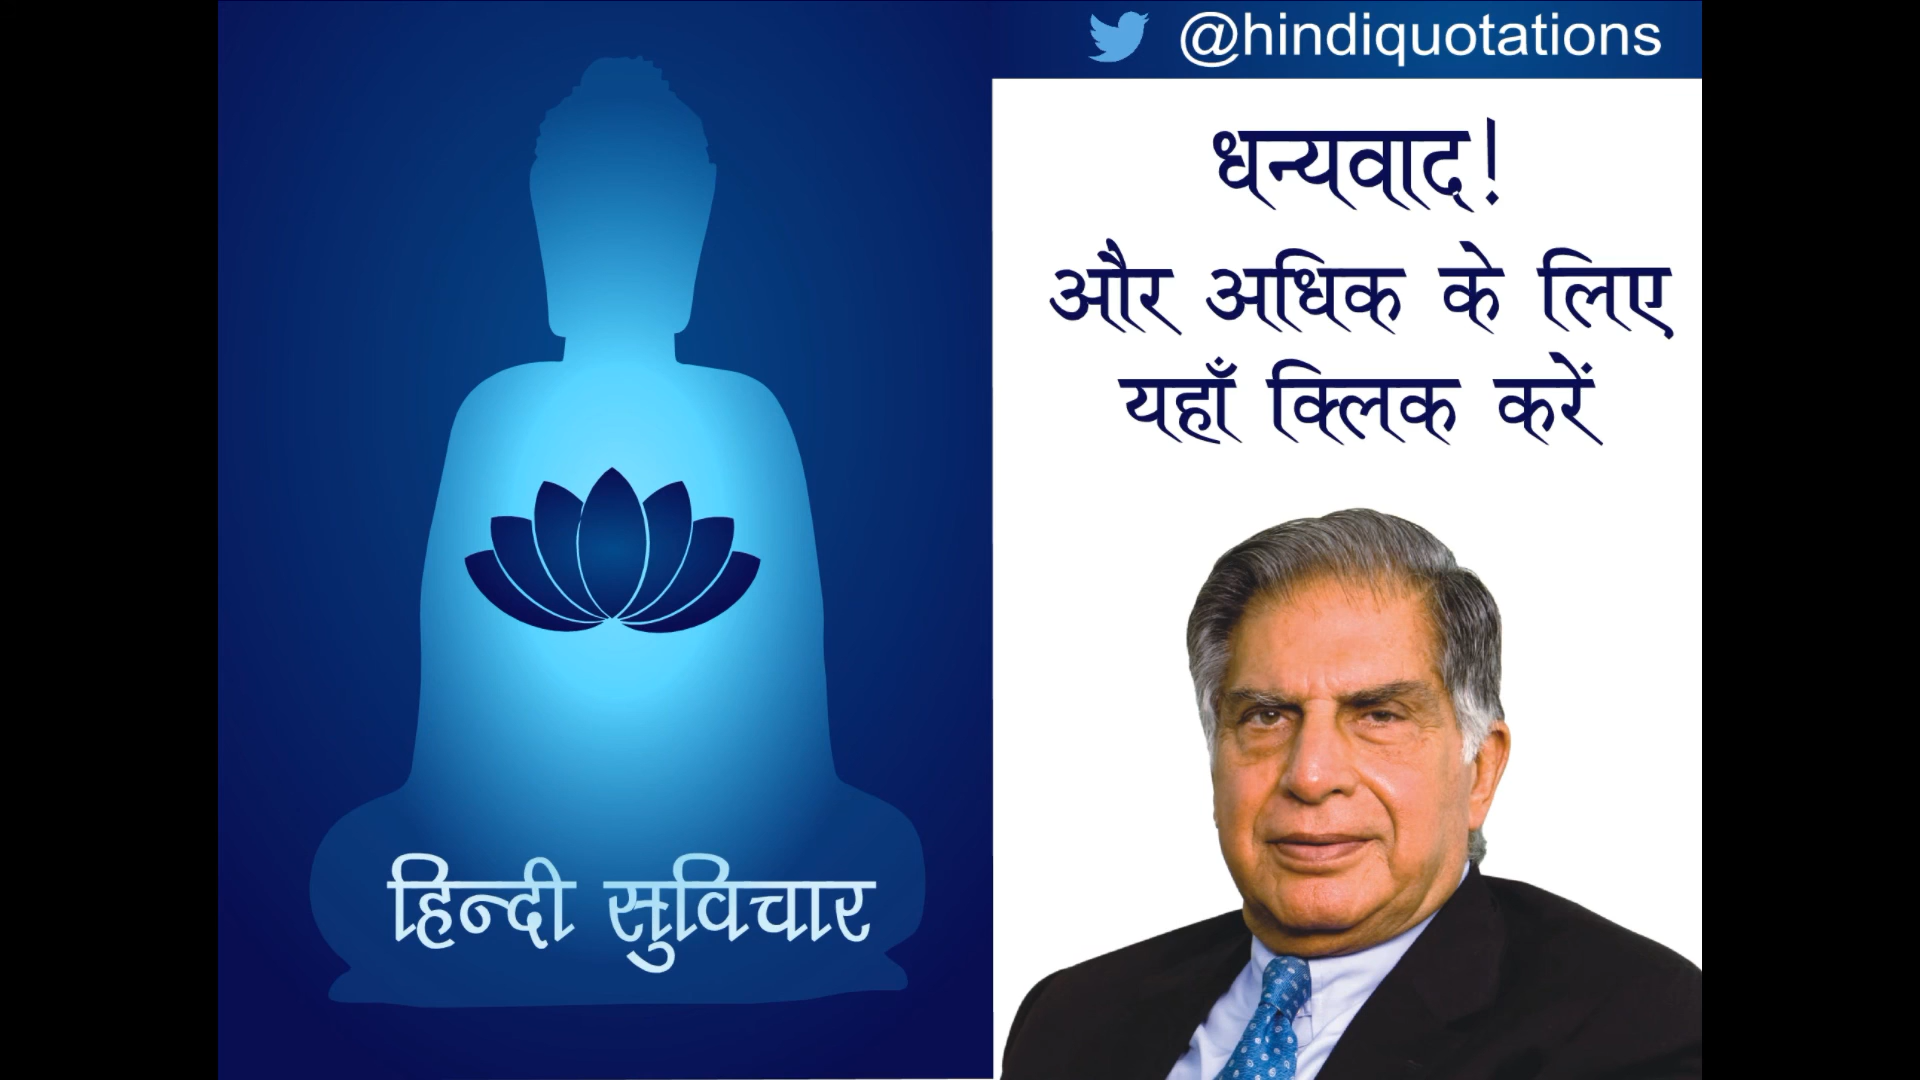 @hindiquotations
धन्यवाद!
और अधिक के लिए
यहाँ क्लिक करें
हिन्दी सुविचार